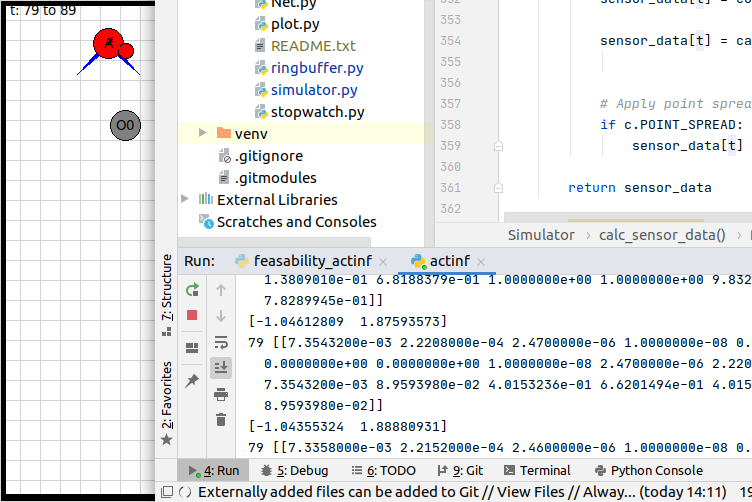 t: 79 to 89
A
O0
Net.py
plot.py
README.txt
ringbuffer.py
simulator.py
stopwatch.py
venv
.gitignore
.gitmodules
External Libraries
Scratches and Consoles
353
354
357
358
359
360
361
362
sensor_data[t] = ca
# Apply point sprea
if c.POINT_SPREAD:
sensor_data[t]
return sensor_data
Simulator › calc_sensor_data() ›
Run: feasability_actinf actinf
7: Structure
2: Favorites
1.3809010e-01 6.8188379e-01 1.0000000e+00 1.0000000e+00 9.832
7.8289945e-01]]
[-1.04612809 1.87593573]
79 [[7.3543200e-03 2.2208000e-04 2.4700000e-06 1.0000000e-08 0.
0.0000000e+00 0.0000000e+00 1.0000000e-08 2.4700000e-06 2.220
7.3543200e-03 8.9593980e-02 4.0153236e-01 6.6201494e-01 4.015
8.9593980e-02]]
[-1.04355324 1.88880931]
79 [[7.3358000e-03 2.2152000e-04 2.4600000e-06 1.0000000e-08 0.
4: Run 5: Debug 6: TODO 9: Git Terminal Python Console
Externally added files can be added to Git // View Files // Alway... (today 14:11) 19